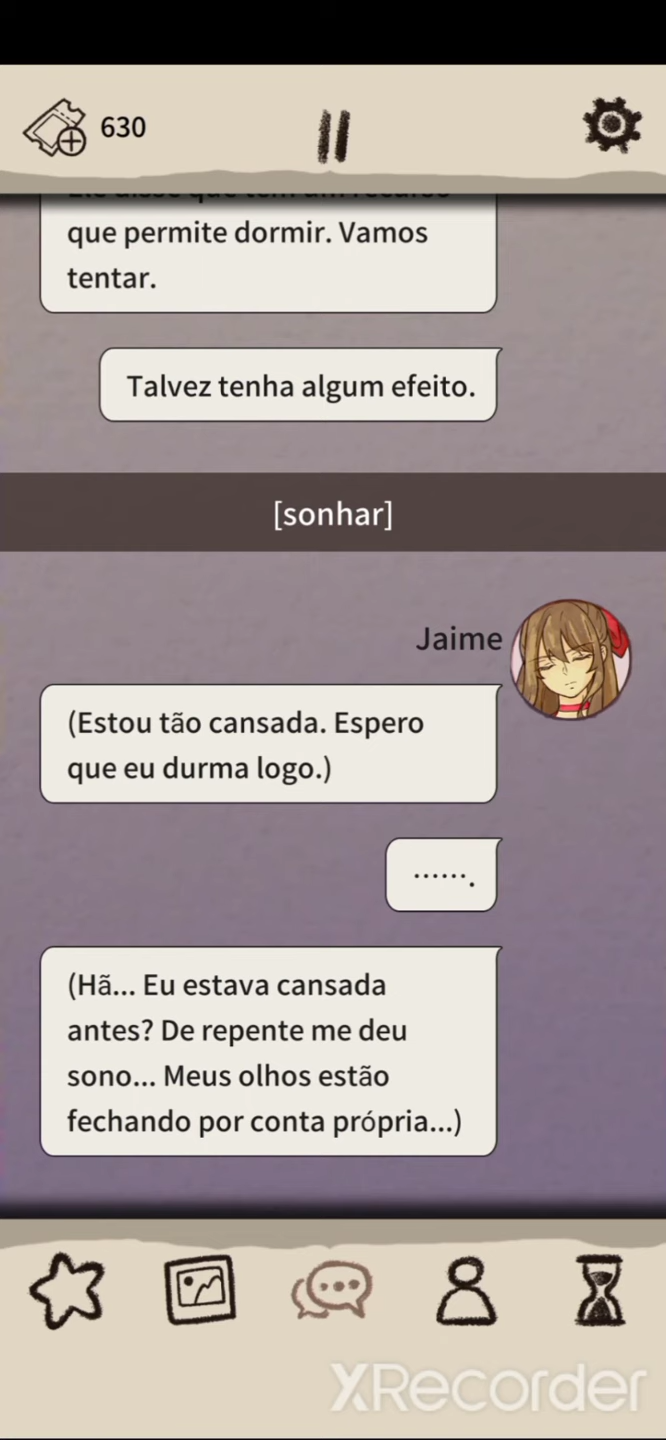 630
que permite dormir. Vamos
tentar.
Talvez tenha algum efeito.
[sonhar]
Jaime
(Estou tão cansada. Espero
que eu durma logo.)
·······.
(Hã... Eu estava cansada
antes? De repente me deu
sono... Meus olhos estão
fechando por conta própria...)
XRecorder